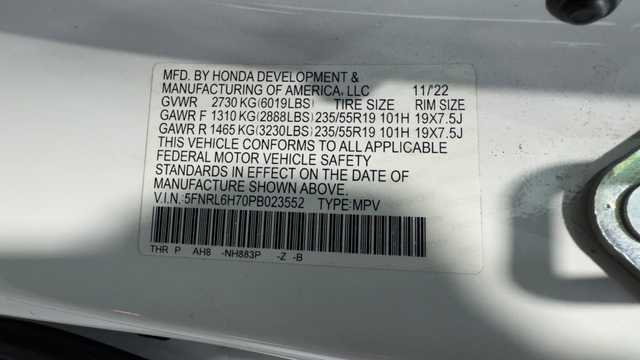 MFD. BY HONDA DEVELOPMENT &
MANUFACTURING OF AMERICA, LLC 11/22
GVWR 2730 KG(6019LBS) TIRE SIZE RIM SIZE
GAWR F 1310 KG(2888LBS) 235/55R19 101H 19X7.5J
GAWR R 1465 KG(3230LBS) 235/55R19 101H 19X7.5J
THIS VEHICLE CONFORMS TO ALL APPLICABLE
FEDERAL MOTOR VEHICLE SAFETY
STANDARDS IN EFFECT ON THE DATE OF
MANUFACTURE SHOWN ABOVE.
V.I.N. 5FNRL6H70PB023552 TYPE:MPV
THR P AH8 -NH883P -Z -B